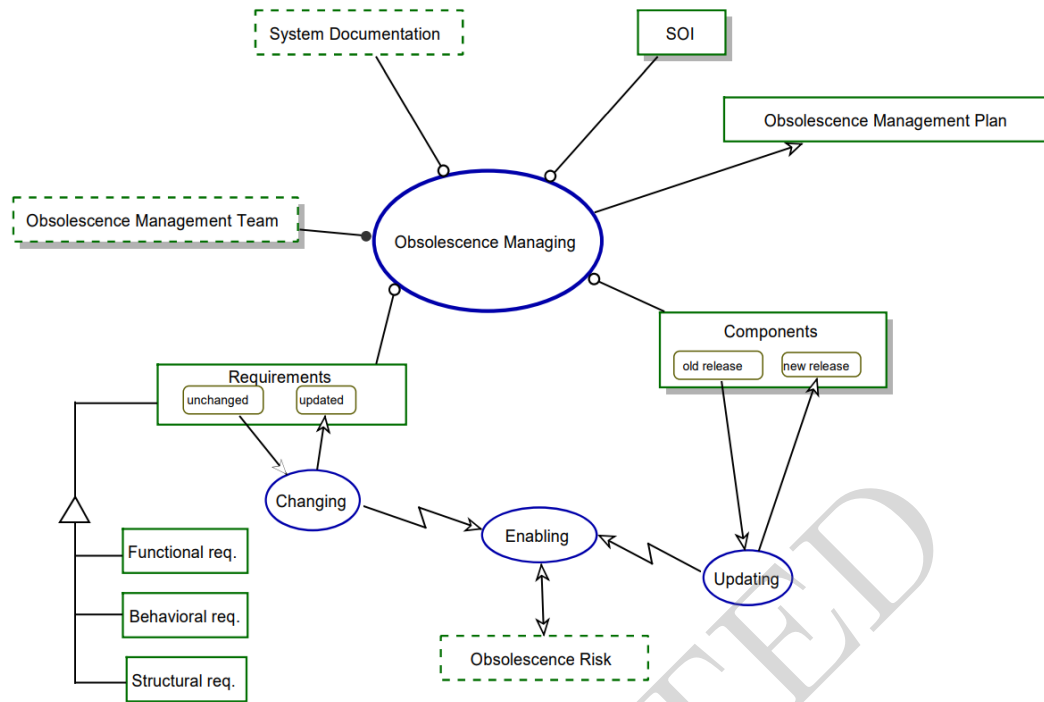 System Documentation
SOI
Obsolescence Management Plan
Obsolescence Management Team
Obsolescence Managing
Components
old release
new release
Requirements
unchanged
updated
Changing
Enabling
Updating
Functional req.
Behavioral req.
Structural req.
Obsolescence Risk
TED